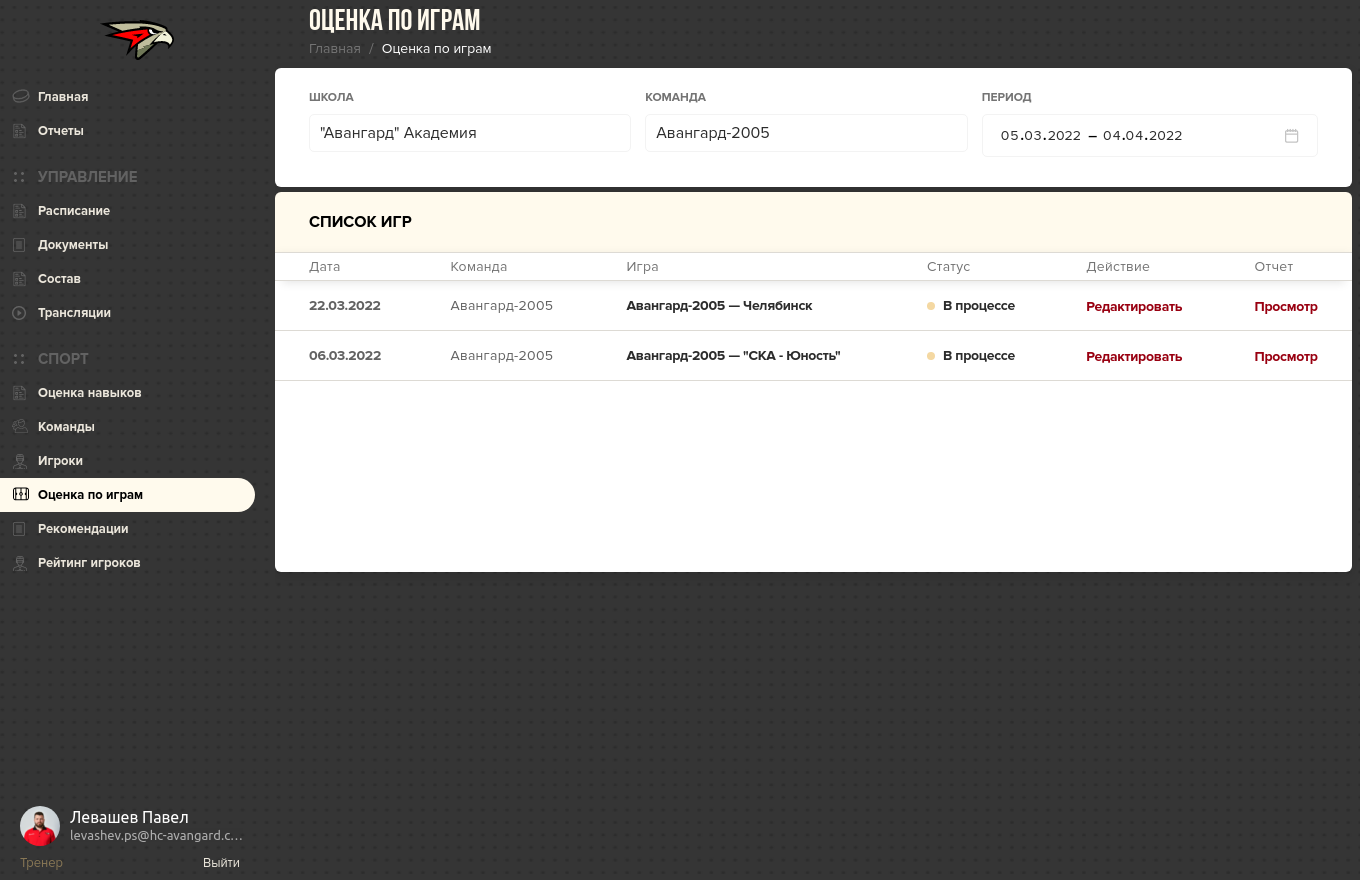 ОЦЕНКА ПО ИГРАМ
Главная / Оценка по играм
Главная
Отчеты
УПРАВЛЕНИЕ
Расписание
Документы
Состав
Трансляции
СПОРТ
Оценка навыков
Команды
Игроки
Оценка по играм
Рекомендации
Рейтинг игроков
Левашев Павел
levashev.ps@hc-avangard.c...
Тренер Выйти
ШКОЛА КОМАНДА ПЕРИОД
"Авангард" Академия Авангард-2005 05.03.2022 – 04.04.2022
СПИСОК ИГР
Дата Команда Игра Статус Действие Отчет
22.03.2022 Авангард-2005 Авангард-2005 — Челябинск В процессе Редактировать Просмотр
06.03.2022 Авангард-2005 Авангард-2005 — "СКА - Юность" В процессе Редактировать Просмотр